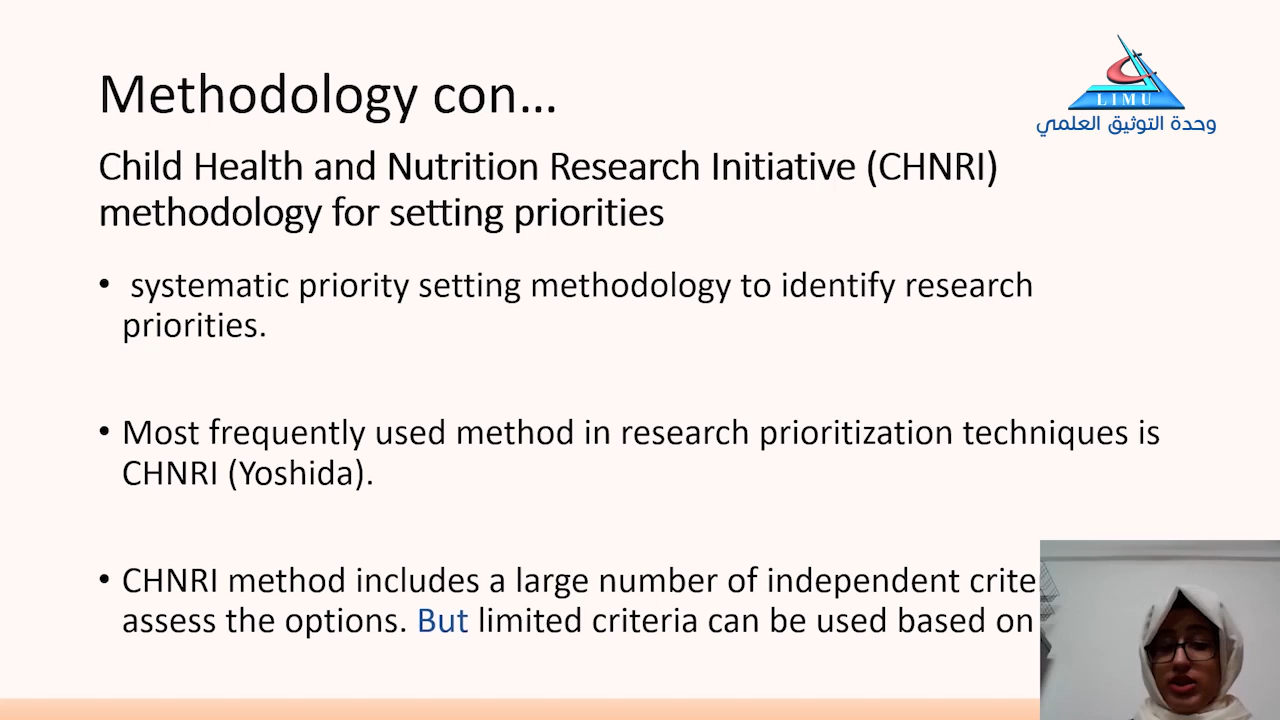 Methodology con...
LIMU
وحدة التوثيق العلمي
Child Health and Nutrition Research Initiative (CHNRI)
methodology for setting priorities
• systematic priority setting methodology to identify research
priorities.
• Most frequently used method in research prioritization techniques is
CHNRI (Yoshida).
• CHNRI method includes a large number of independent crite
assess the options. But limited criteria can be used based on